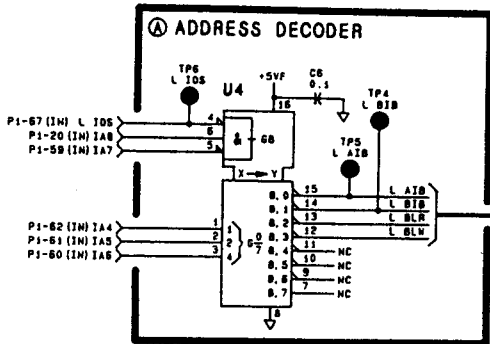 A ADDRESS DECODER
TP6
L IOS
U4
+5VF
C6
0.1
TP4
L BIB
16
P1-67(IN) L IOS 4
P1-20(IN) IA8 6
P1-59(IN) IA7 5
& G8
TP5
L AIB
X Y
8,0 15 L AIB
8,1 14 L BIB
8,2 13 L BLR
8,3 12 L BLW
8,4 11 NC
8,5 10 NC
8,6 9 NC
8,7 7 NC
P1-62(IN) IA4 1 1
P1-61(IN) IA5 2 2
P1-60(IN) IA6 3 4
G 0/7
8